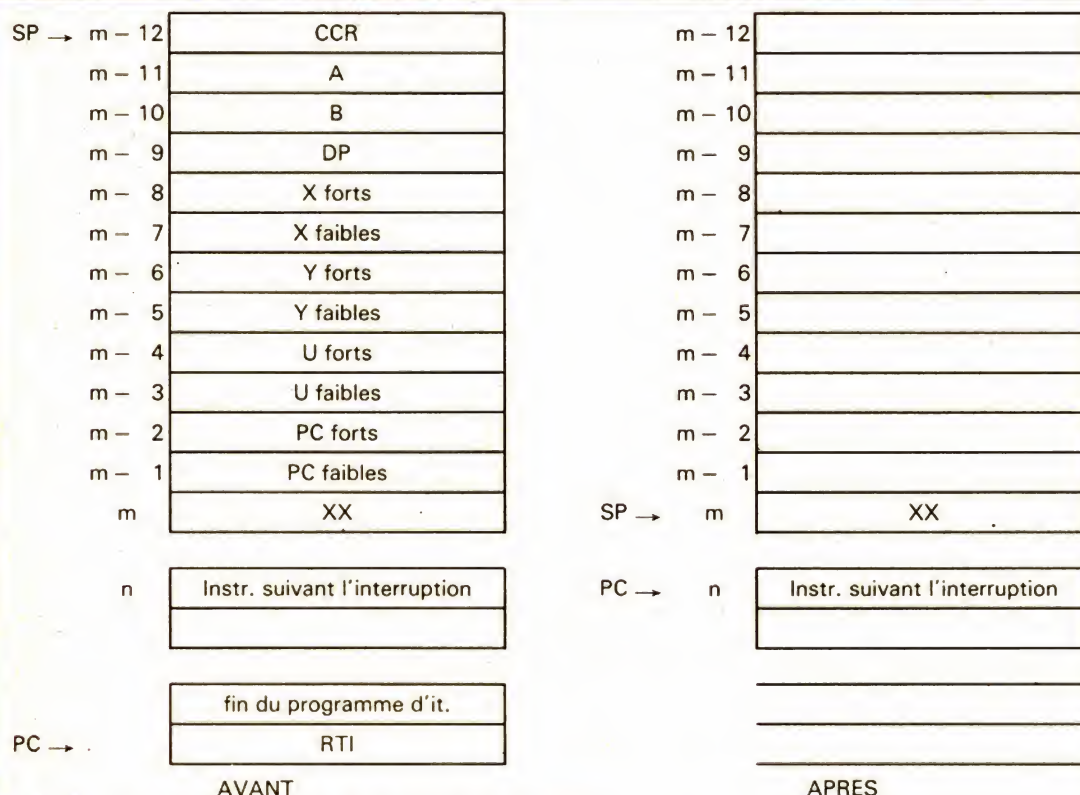 SP → m – 12 CCR
m – 11 A
m – 10 B
m – 9 DP
m – 8 X forts
m – 7 X faibles
m – 6 Y forts
m – 5 Y faibles
m – 4 U forts
m – 3 U faibles
m – 2 PC forts
m – 1 PC faibles
m XX
n Instr. suivant l'interruption
fin du programme d'it.
PC → RTI
AVANT
m – 12
m – 11
m – 10
m – 9
m – 8
m – 7
m – 6
m – 5
m – 4
m – 3
m – 2
m – 1
SP → m XX
PC → n Instr. suivant l'interruption
APRES